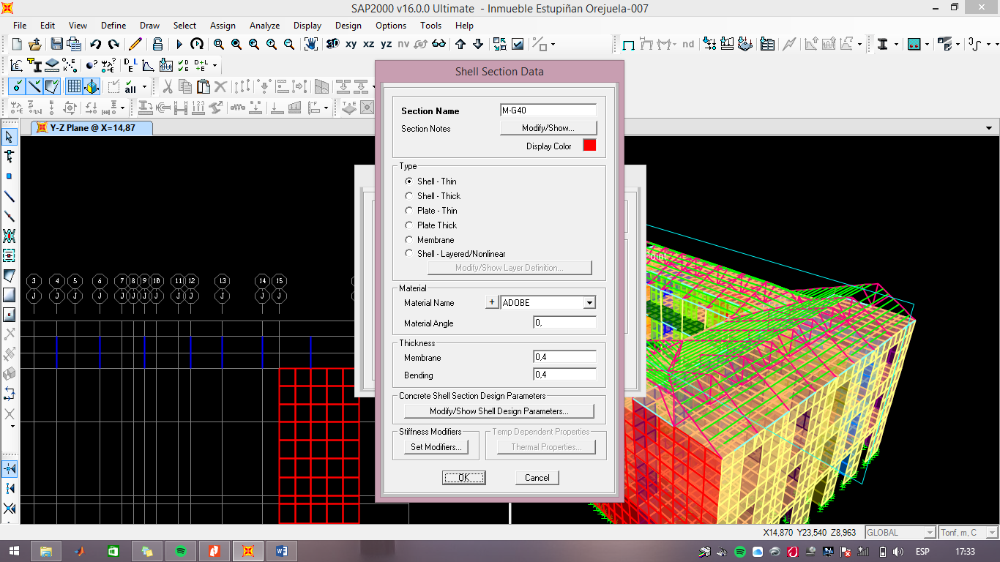 SAP2000 v16.0.0 Ultimate - Inmueble Estupiñan Orejuela-007
File Edit View Define Draw Select Assign Analyze Display Design Options Tools Help
3D xy xz yz nv nd
all
Y-Z Plane @ X=14,87
Shell Section Data
Section Name M-G40
Section Notes Modify/Show...
Display Color
Type
Shell - Thin
Shell - Thick
Plate - Thin
Plate Thick
Membrane
Shell - Layered/Nonlinear
Modify/Show Layer Definition...
Material
Material Name + ADOBE
Material Angle 0,
Thickness
Membrane 0,4
Bending 0,4
Concrete Shell Section Design Parameters
Modify/Show Shell Design Parameters...
Stiffness Modifiers Temp Dependent Properties
Set Modifiers... Thermal Properties...
OK Cancel
3 4 5 6 7 8 9 10 11 12 13 14 15
J J J J J J J J J J J J J
Point
X14,870 Y23,540 Z8,963 GLOBAL Tonf, m, C
ESP 17:33